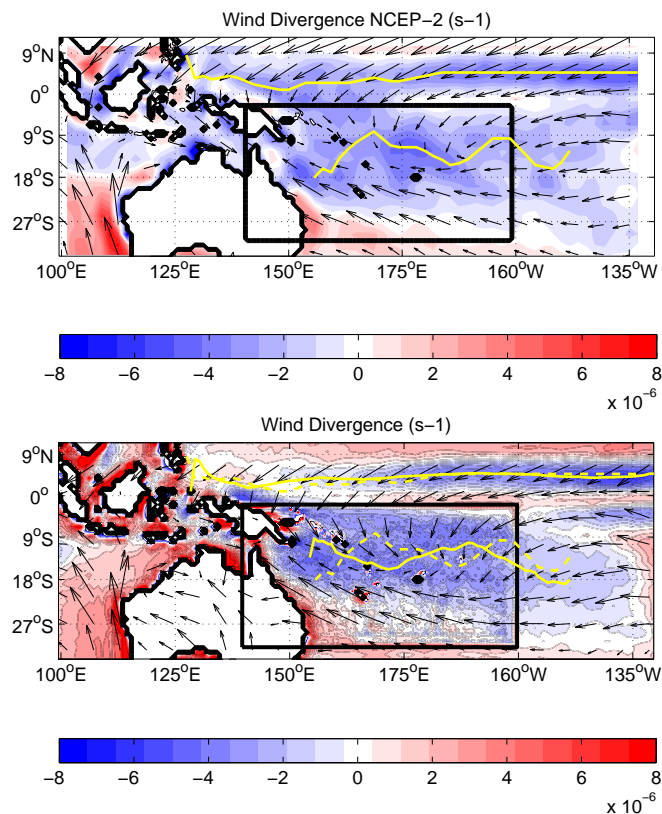 Wind Divergence NCEP−2 (s−1)
9°N
0°
9°S
18°S
27°S
100°E 125°E 150°E 175°E 160°W 135°W
−8 −6 −4 −2 0 2 4 6 8
x 10⁻⁶
Wind Divergence (s−1)
9°N
0°
9°S
18°S
27°S
100°E 125°E 150°E 175°E 160°W 135°W
−8 −6 −4 −2 0 2 4 6 8
x 10⁻⁶